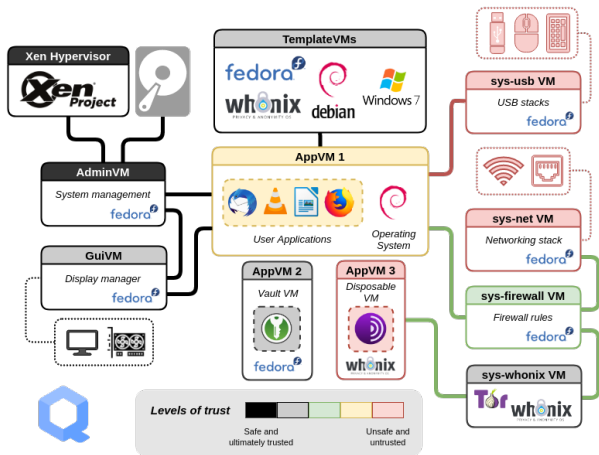 Xen Hypervisor
Xen
Project
TemplateVMs
fedora
whonix
debian
Windows 7
sys-usb VM
USB stacks
fedora
AdminVM
System management
fedora
AppVM 1
User Applications
Operating
System
sys-net VM
Networking stack
fedora
GuiVM
Display manager
fedora
AppVM 2
Vault VM
fedora
AppVM 3
Disposable
VM
whonix
sys-firewall VM
Firewall rules
fedora
sys-whonix VM
Tor
whonix
Levels of trust
Safe and
ultimately trusted
Unsafe and
untrusted